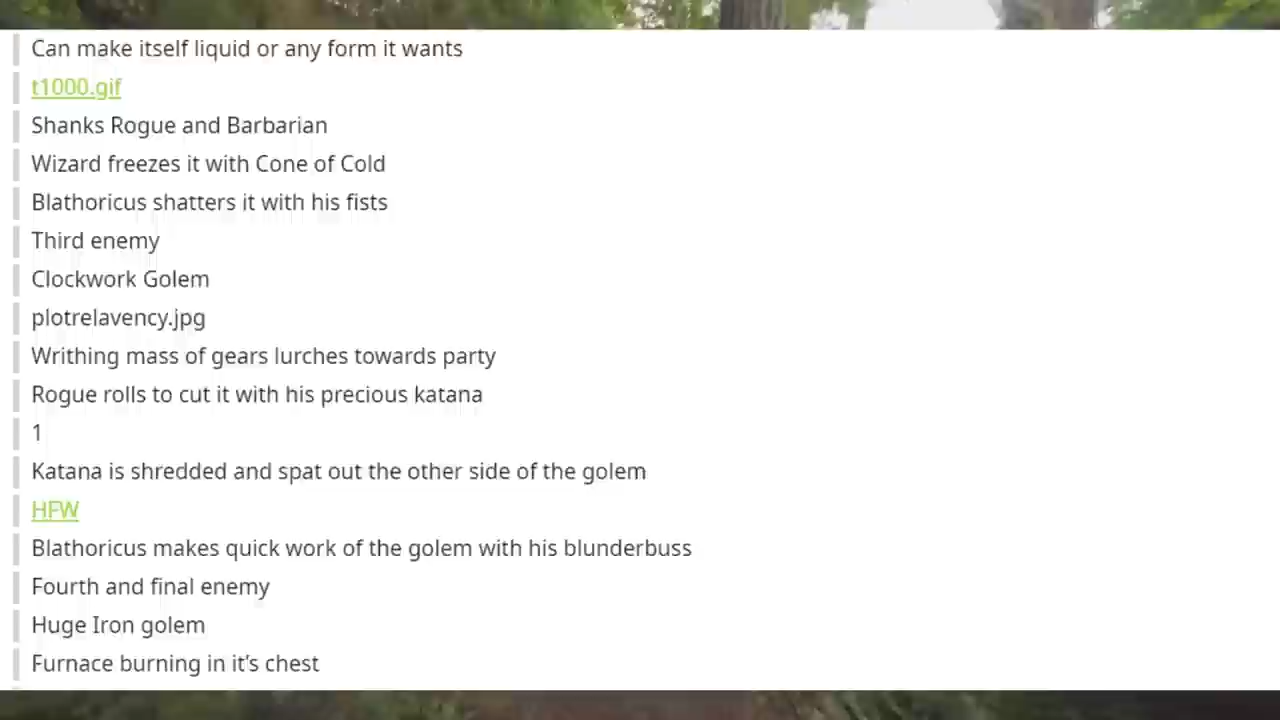 Can make itself liquid or any form it wants
t1000.gif
Shanks Rogue and Barbarian
Wizard freezes it with Cone of Cold
Blathoricus shatters it with his fists
Third enemy
Clockwork Golem
plotrelavency.jpg
Writhing mass of gears lurches towards party
Rogue rolls to cut it with his precious katana
1
Katana is shredded and spat out the other side of the golem
HFW
Blathoricus makes quick work of the golem with his blunderbuss
Fourth and final enemy
Huge Iron golem
Furnace burning in it's chest